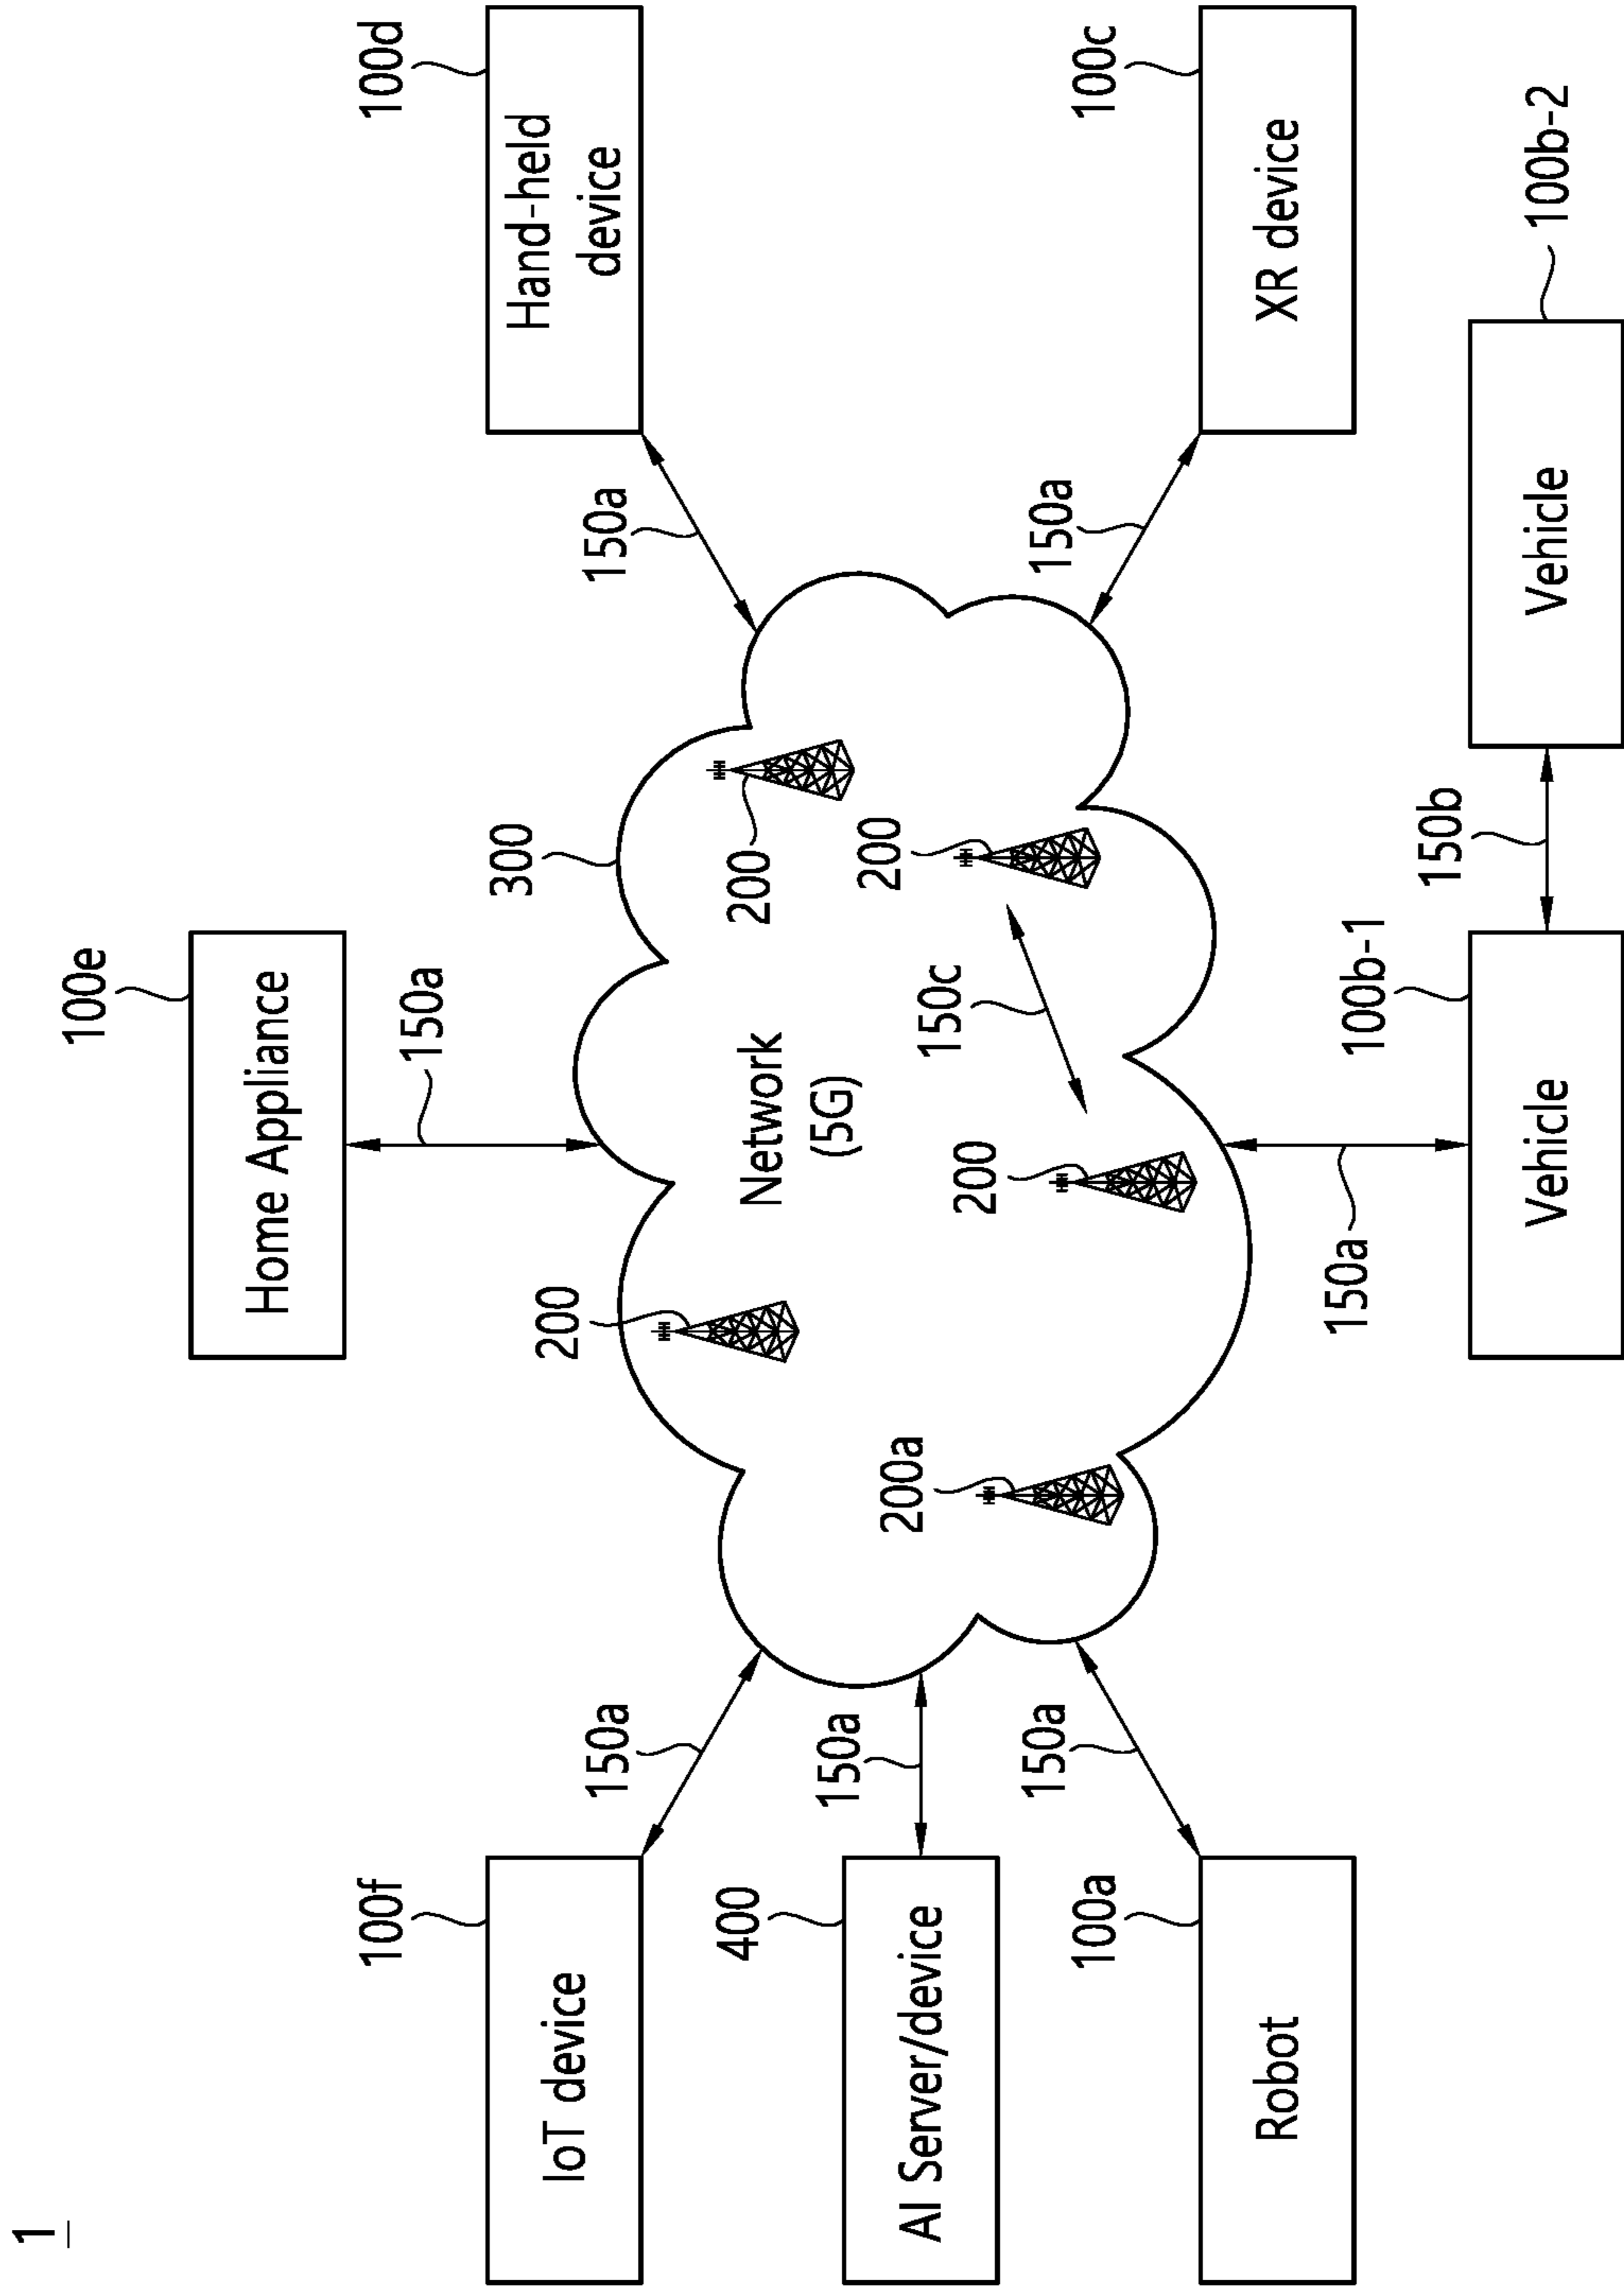 1
100e
Home Appliance
150a
100f
IoT device
150a
300
100d
Hand-held
device
150a
200
Network
(5G)
200
400
AI Server/device
150a
200a
200
150c
200
100a
Robot
150a
150a
100c
XR device
150a
100b-1
Vehicle
150b
Vehicle
100b-2